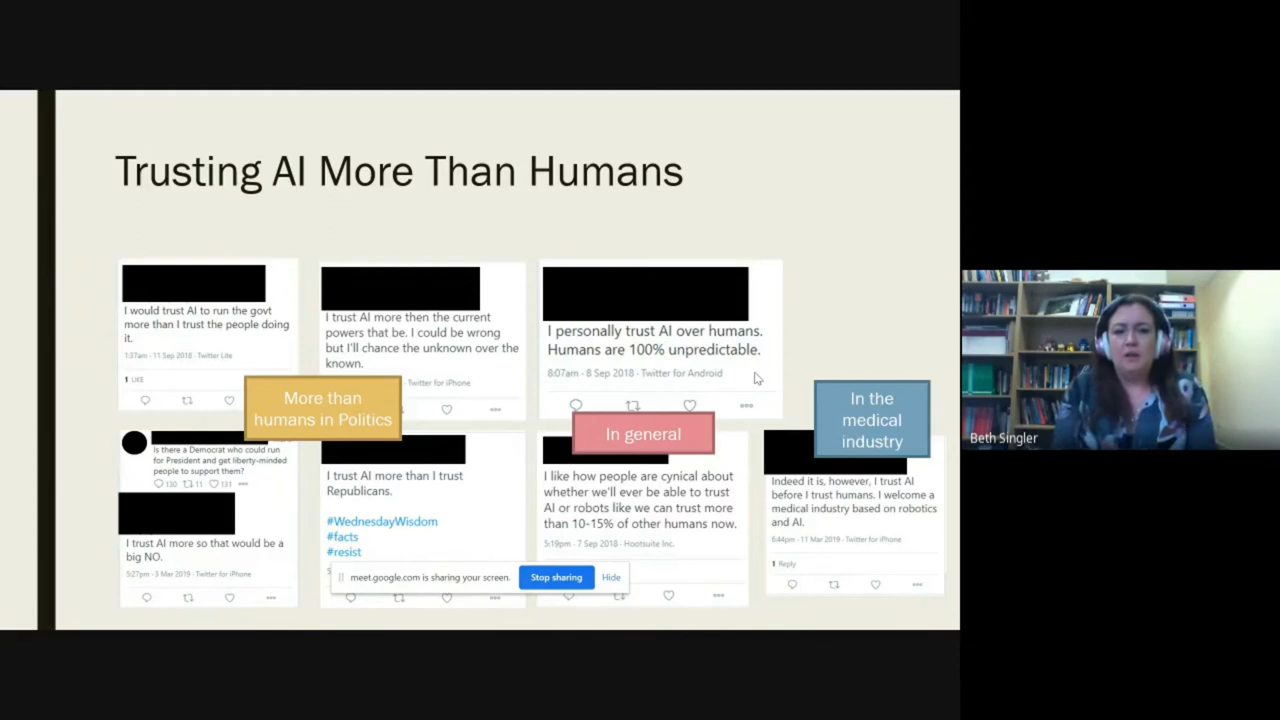 Trusting AI More Than Humans
I would trust AI to run the govt
more than I trust the people doing
it.
1:37am · 11 Sep 2018 · Twitter Lite
1 LIKE
I trust AI more then the current
powers that be. I could be wrong
but I'll chance the unknown over the
known.
Twitter for iPhone
I personally trust AI over humans.
Humans are 100% unpredictable.
8:07am · 8 Sep 2018 · Twitter for Android
More than
humans in Politics
In general
In the
medical
industry
Is there a Democrat who could run
for President and get liberty-minded
people to support them?
130 11 131
I trust AI more so that would be a
big NO.
5:27pm · 3 Mar 2019 · Twitter for iPhone
I trust AI more than I trust
Republicans.
#WednesdayWisdom
#facts
#resist
I like how people are cynical about
whether we'll ever be able to trust
AI or robots like we can trust more
than 10-15% of other humans now.
5:19pm · 7 Sep 2018 · Hootsuite Inc.
Indeed it is, however, I trust AI
before I trust humans. I welcome a
medical industry based on robotics
and AI.
6:44pm · 11 Mar 2019 · Twitter for iPhone
1 Reply
meet.google.com is sharing your screen.
Stop sharing
Hide
Beth Singler